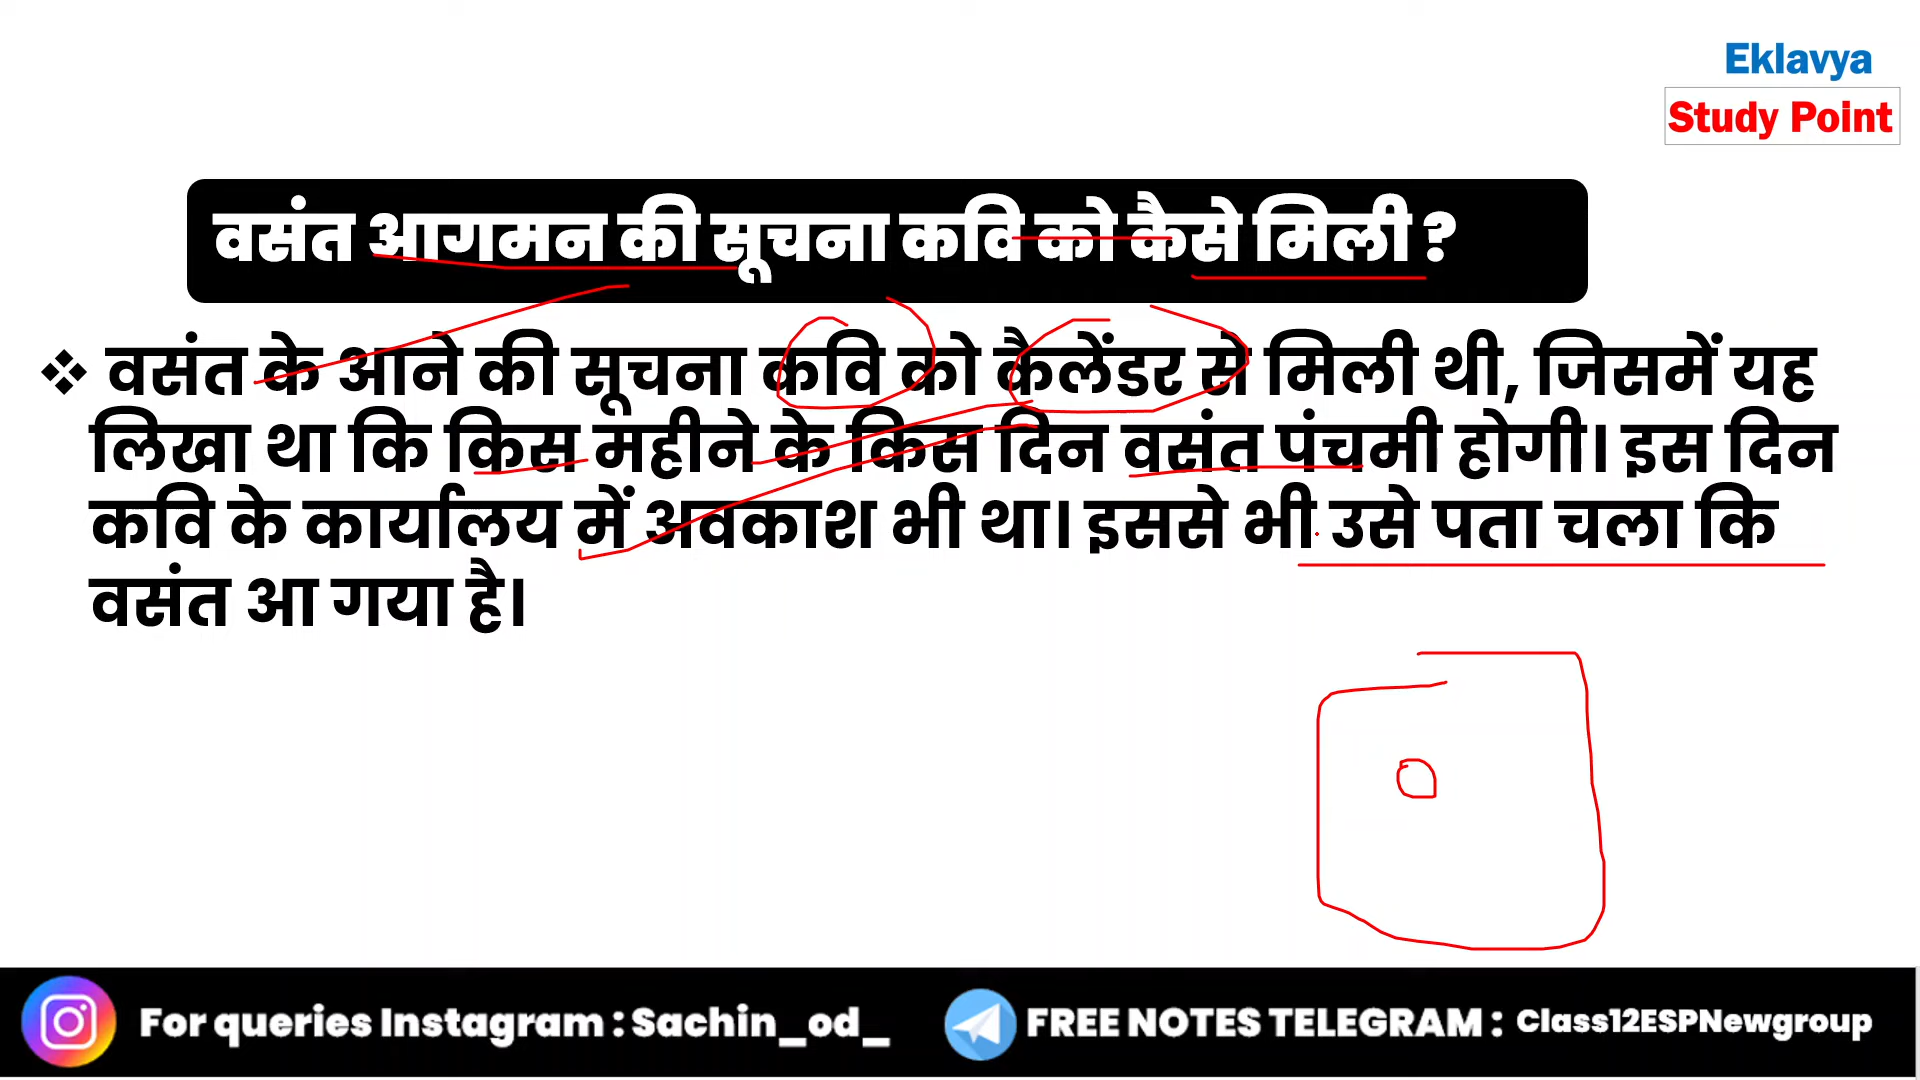 Eklavya
Study Point
वसंत आगमन की सूचना कवि को कैसे मिली ?
❖ वसंत के आने की सूचना कवि को कैलेंडर से मिली थी, जिसमें यह
लिखा था कि किस महीने के किस दिन वसंत पंचमी होगी। इस दिन
कवि के कार्यालय में अवकाश भी था। इससे भी उसे पता चला कि
वसंत आ गया है।
For queries Instagram : Sachin_od_ FREE NOTES TELEGRAM : Class12ESPNewgroup